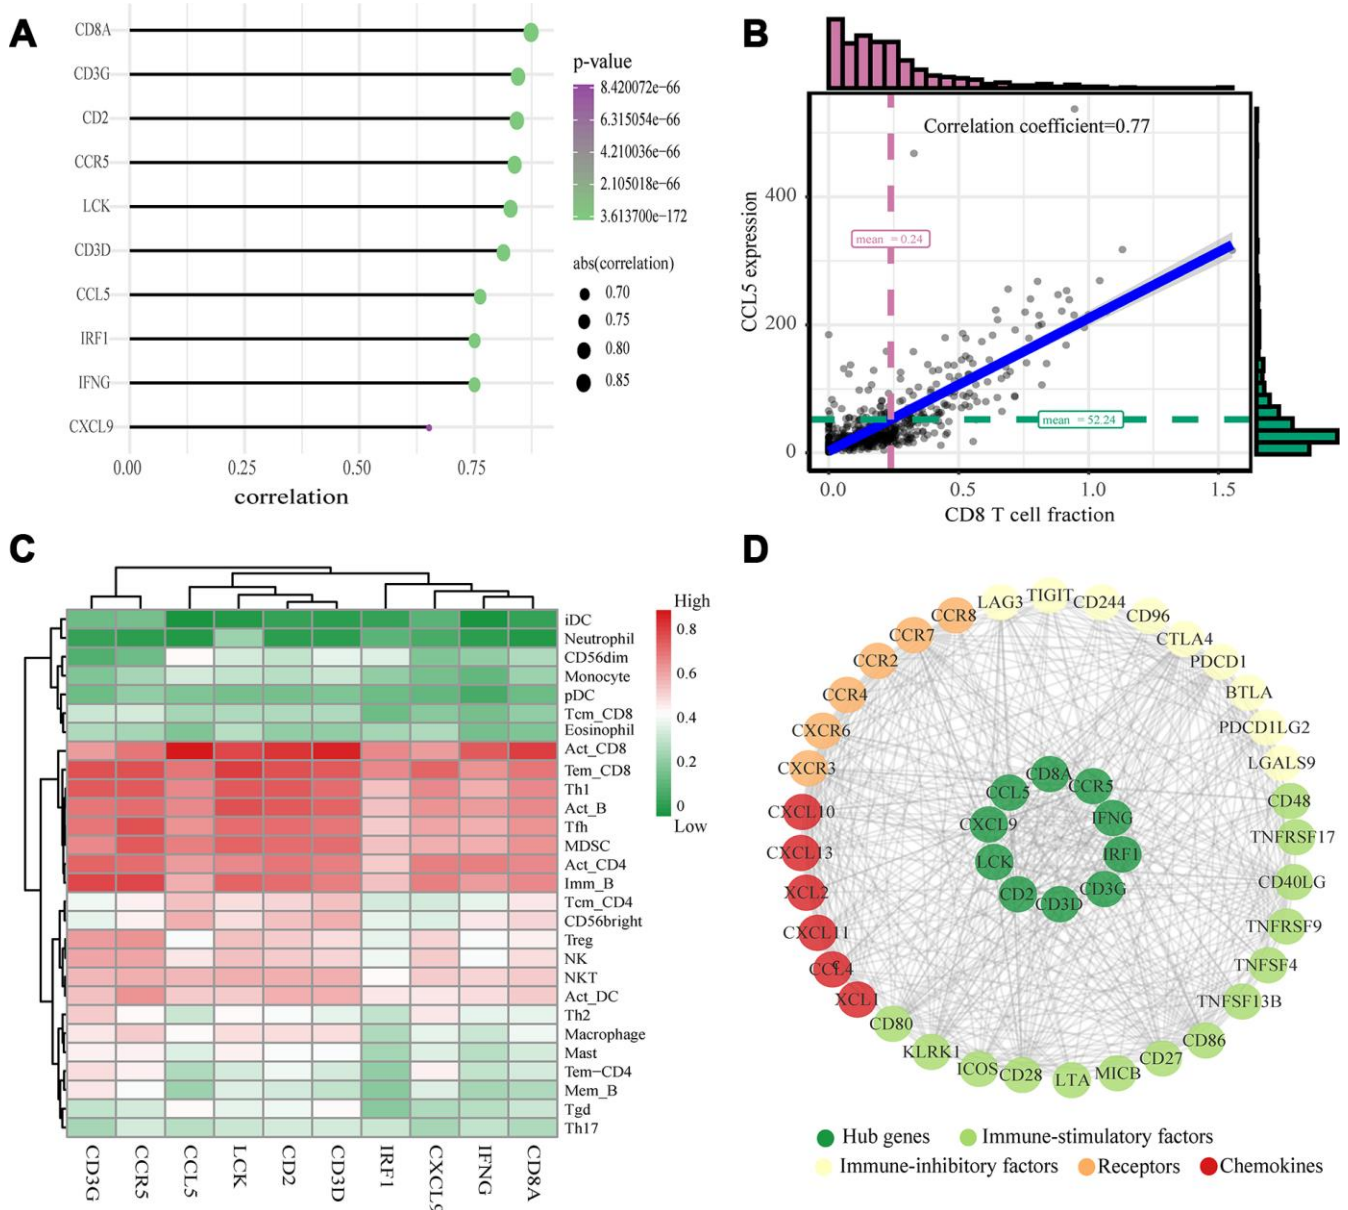 A
CD8A
CD3G
CD2
CCR5
LCK
CD3D
CCL5
IRF1
IFNG
CXCL9
0.00 0.25 0.50 0.75
correlation
p-value
8.420072e−66
6.315054e−66
4.210036e−66
2.105018e−66
3.613700e−172
abs(correlation)
0.70
0.75
0.80
0.85
B
Correlation coefficient=0.77
mean = 0.24
mean = 52.24
CCL5 expression
400
200
0
0.0 0.5 1.0 1.5
CD8 T cell fraction
C
iDC
Neutrophil
CD56dim
Monocyte
pDC
Tcm_CD8
Eosinophil
Act_CD8
Tem_CD8
Th1
Act_B
Tfh
MDSC
Act_CD4
Imm_B
Tcm_CD4
CD56bright
Treg
NK
NKT
Act_DC
Th2
Macrophage
Mast
Tem−CD4
Mem_B
Tgd
Th17
CD3G
CCR5
CCL5
LCK
CD2
CD3D
IRF1
CXCL9
IFNG
CD8A
High
0.8
0.6
0.4
0.2
0
Low
D
LAG3
TIGIT
CD244
CD96
CTLA4
PDCD1
BTLA
PDCD1LG2
LGALS9
CD48
TNFRSF17
CD40LG
TNFRSF9
TNFSF4
TNFSF13B
CD86
CD27
MICB
LTA
CD28
ICOS
KLRK1
CD80
XCL1
CCL4
CXCL11
XCL2
CXCL13
CXCL10
CXCR3
CXCR6
CCR4
CCR2
CCR7
CCR8
CD8A
CCR5
IFNG
IRF1
CD3G
CD3D
CD2
LCK
CXCL9
CCL5
Hub genes Immune-stimulatory factors
Immune-inhibitory factors Receptors Chemokines